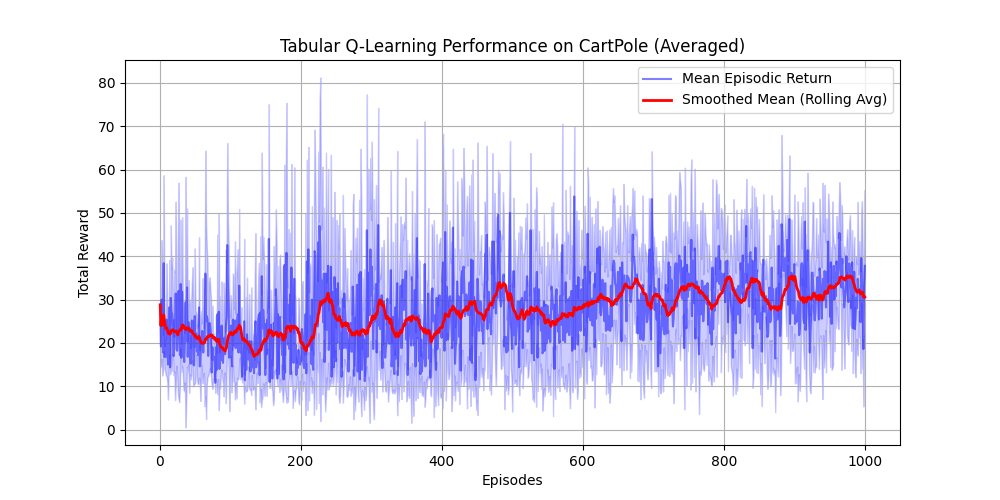 Tabular Q-Learning Performance on CartPole (Averaged)
Mean Episodic Return
Smoothed Mean (Rolling Avg)
Total Reward
80
70
60
50
40
30
20
10
0
0 200 400 600 800 1000
Episodes